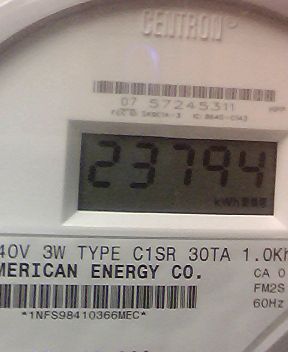 CENTRON
07 57245311
23794
kWh
40V 3W TYPE C1SR 30TA 1.0Kh
MERICAN ENERGY CO.
CA 0
FM2S
60Hz
*1NFS98410366MEC*